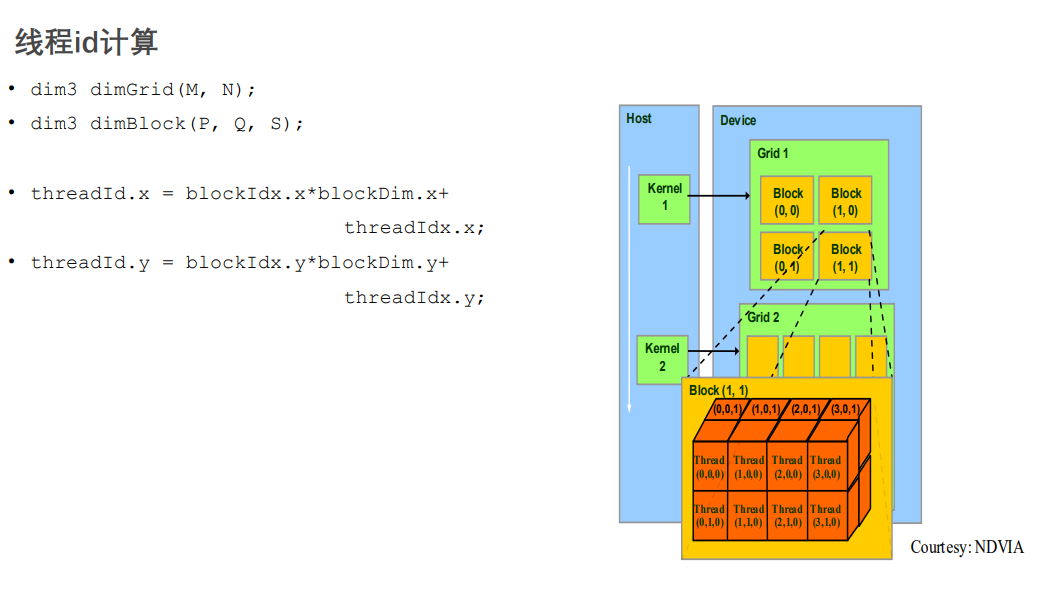 线程id计算
• dim3 dimGrid(M, N);
• dim3 dimBlock(P, Q, S);
• threadId.x = blockIdx.x*blockDim.x+
threadIdx.x;
• threadId.y = blockIdx.y*blockDim.y+
threadIdx.y;
Host
Device
Grid 1
Kernel
1
Block
(0, 0)
Block
(1, 0)
Block
(0, 1)
Block
(1, 1)
Grid 2
Kernel
2
Block (1, 1)
(0,0,1) (1,0,1) (2,0,1) (3,0,1)
Thread
(0,0,0)
Thread
(1,0,0)
Thread
(2,0,0)
Thread
(3,0,0)
Thread
(0,1,0)
Thread
(1,1,0)
Thread
(2,1,0)
Thread
(3,1,0)
Courtesy: NDVIA